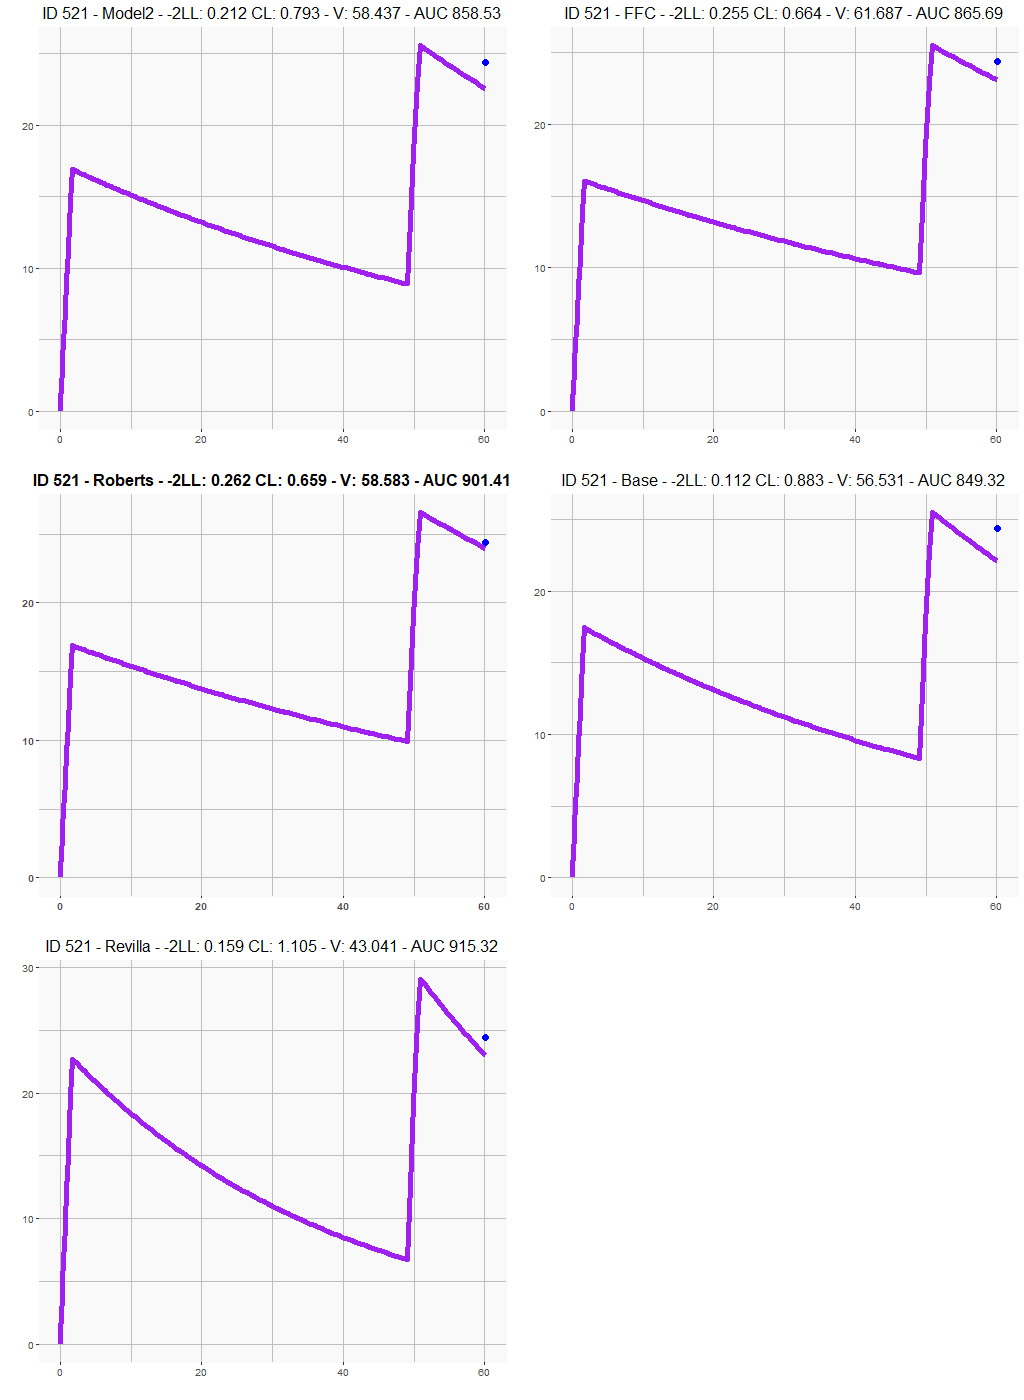 ID 521 - Model2 - -2LL: 0.212 CL: 0.793 - V: 58.437 - AUC 858.53
20
10
0
0 20 40 60
ID 521 - FFC - -2LL: 0.255 CL: 0.664 - V: 61.687 - AUC 865.69
20
10
0
0 20 40 60
ID 521 - Roberts - -2LL: 0.262 CL: 0.659 - V: 58.583 - AUC 901.41
20
10
0
0 20 40 60
ID 521 - Base - -2LL: 0.112 CL: 0.883 - V: 56.531 - AUC 849.32
20
10
0
0 20 40 60
ID 521 - Revilla - -2LL: 0.159 CL: 1.105 - V: 43.041 - AUC 915.32
30
20
10
0
0 20 40 60